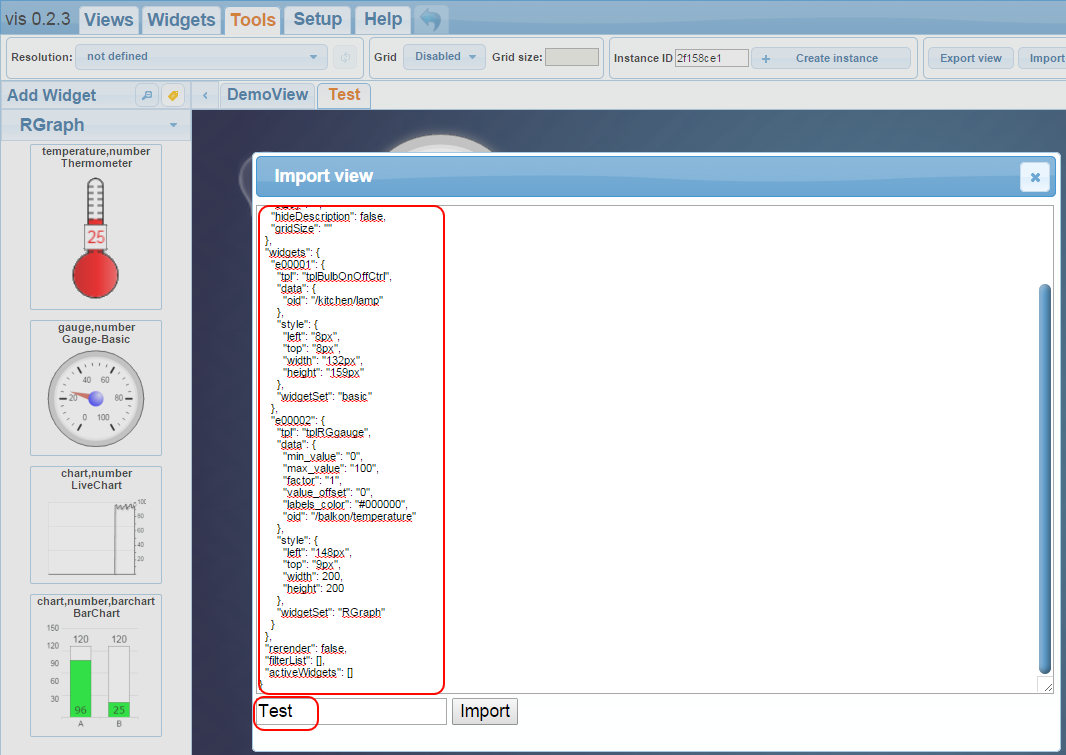 vis 0.2.3 Views Widgets Tools Setup Help
Resolution: not defined Grid Disabled Grid size: Instance ID 2f158ce1 + Create instance Export view Import
Add Widget ‹ DemoView Test
RGraph
temperature,number
Thermometer
25
gauge,number
Gauge-Basic
0 20 40 60 80 100
chart,number
LiveChart
100
80
60
40
20
chart,number,barchart
BarChart
150
120
90
60
30
120 120
96 25
A B
Import view
"hideDescription": false,
"gridSize": ""
},
"widgets": {
"e00001": {
"tpl": "tplBulbOnOffCtrl",
"data": {
"oid": "/kitchen/lamp"
},
"style": {
"left": "8px",
"top": "8px",
"width": "132px",
"height": "159px"
},
"widgetSet": "basic"
},
"e00002": {
"tpl": "tplRGgauge",
"data": {
"min_value": "0",
"max_value": "100",
"factor": "1",
"value_offset": "0",
"labels_color": "#000000",
"oid": "/balkon/temperature"
},
"style": {
"left": "148px",
"top": "9px",
"width": 200,
"height": 200
},
"widgetSet": "RGraph"
}
},
"rerender": false,
"filterList": [],
"activeWidgets": []
}
Test Import